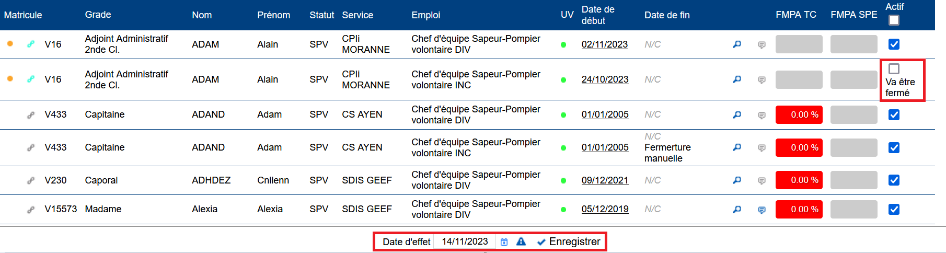 Matricule Grade Nom Prénom Statut Service Emploi UV Date de début Date de fin FMPA TC FMPA SPE Actif
V16 Adjoint Administratif 2nde Cl. ADAM Alain SPV CPIi MORANNE Chef d'équipe Sapeur-Pompier volontaire DIV 02/11/2023 N/C
V16 Adjoint Administratif 2nde Cl. ADAM Alain SPV CPIi MORANNE Chef d'équipe Sapeur-Pompier volontaire INC 24/10/2023 N/C Va être fermé
V433 Capitaine ADAND Adam SPV CS AYEN Chef d'équipe Sapeur-Pompier volontaire DIV 01/01/2005 N/C 0.00 %
V433 Capitaine ADAND Adam SPV CS AYEN Chef d'équipe Sapeur-Pompier volontaire INC 01/01/2005 N/C Fermerture manuelle 0.00 %
V230 Caporal ADHDEZ Cnilenn SPV SDIS GEEF Chef d'équipe Sapeur-Pompier volontaire DIV 09/12/2021 N/C 0.00 %
V15573 Madame Alexia Alexia SPV SDIS GEEF Chef d'équipe Sapeur-Pompier volontaire DIV 05/12/2019 N/C 0.00 %
Date d'effet 14/11/2023 Enregistrer